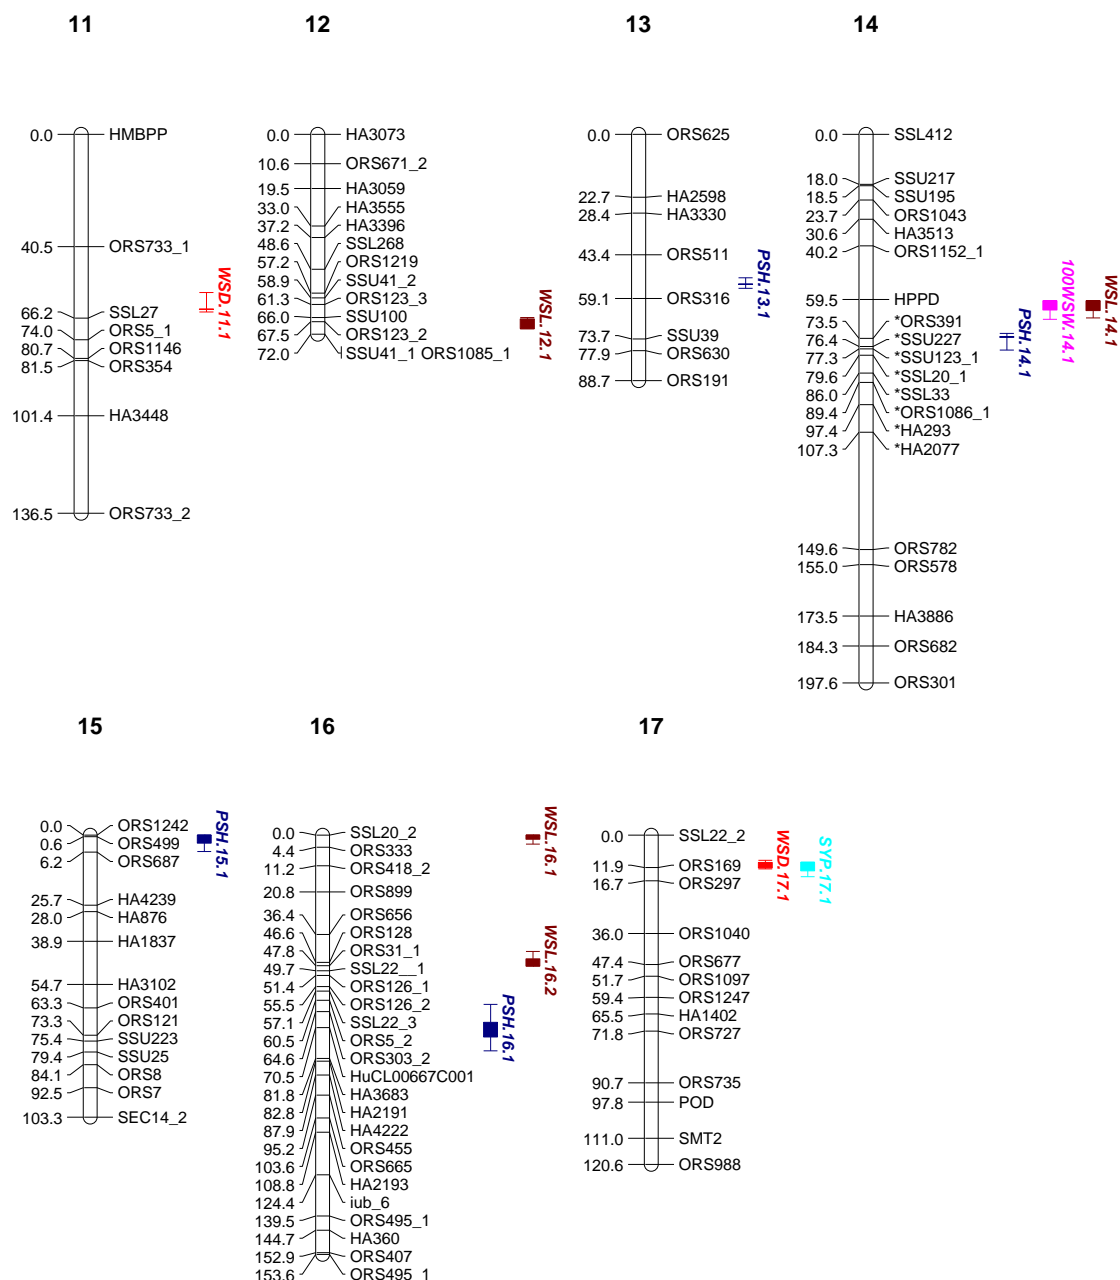 11
12
13
14
0.0 HMBPP
40.5 ORS733_1
66.2 SSL27
74.0 ORS5_1
80.7 ORS1146
81.5 ORS354
101.4 HA3448
136.5 ORS733_2
WSD.11.1
0.0 HA3073
10.6 ORS671_2
19.5 HA3059
33.0 HA3555
37.2 HA3396
48.6 SSL268
57.2 ORS1219
58.9 SSU41_2
61.3 ORS123_3
66.0 SSU100
67.5 ORS123_2
72.0 SSU41_1 ORS1085_1
WSL.12.1
0.0 ORS625
22.7 HA2598
28.4 HA3330
43.4 ORS511
59.1 ORS316
73.7 SSU39
77.9 ORS630
88.7 ORS191
PSH.13.1
0.0 SSL412
18.0 SSU217
18.5 SSU195
23.7 ORS1043
30.6 HA3513
40.2 ORS1152_1
59.5 HPPD
73.5 *ORS391
76.4 *SSU227
77.3 *SSU123_1
79.6 *SSL20_1
86.0 *SSL33
89.4 *ORS1086_1
97.4 *HA293
107.3 *HA2077
149.6 ORS782
155.0 ORS578
173.5 HA3886
184.3 ORS682
197.6 ORS301
PSH.14.1
100WSW.14.1
WSL.14.1
15
16
17
0.0 ORS1242
0.6 ORS499
6.2 ORS687
25.7 HA4239
28.0 HA876
38.9 HA1837
54.7 HA3102
63.3 ORS401
73.3 ORS121
75.4 SSU223
79.4 SSU25
84.1 ORS8
92.5 ORS7
103.3 SEC14_2
PSH.15.1
0.0 SSL20_2
4.4 ORS333
11.2 ORS418_2
20.8 ORS899
36.4 ORS656
46.6 ORS128
47.8 ORS31_1
49.7 SSL22__1
51.4 ORS126_1
55.5 ORS126_2
57.1 SSL22_3
60.5 ORS5_2
64.6 ORS303_2
70.5 HuCL00667C001
81.8 HA3683
82.8 HA2191
87.9 HA4222
95.2 ORS455
103.6 ORS665
108.8 HA2193
124.4 iub_6
139.5 ORS495_1
144.7 HA360
152.9 ORS407
153.6 ORS495_1
WSL.16.1
WSL.16.2
PSH.16.1
0.0 SSL22_2
11.9 ORS169
16.7 ORS297
36.0 ORS1040
47.4 ORS677
51.7 ORS1097
59.4 ORS1247
65.5 HA1402
71.8 ORS727
90.7 ORS735
97.8 POD
111.0 SMT2
120.6 ORS988
WSD.17.1
SYP.17.1